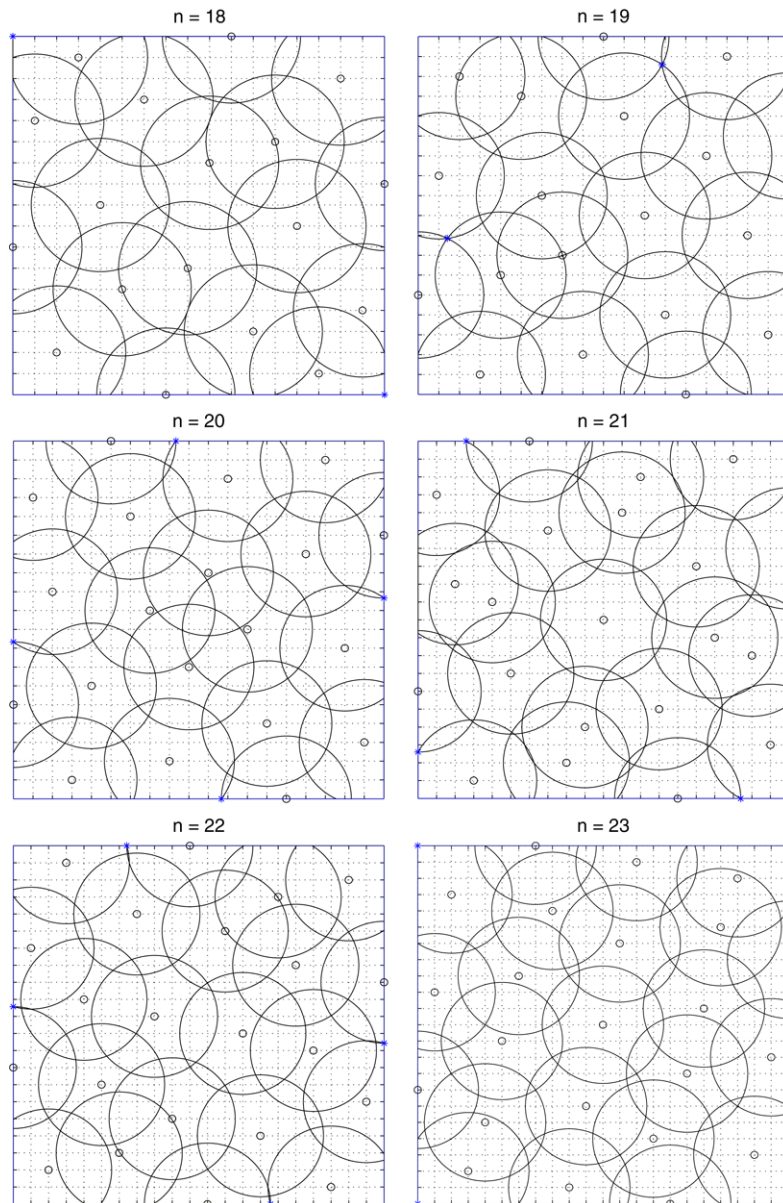 n = 18
n = 19
n = 20
n = 21
n = 22
n = 23